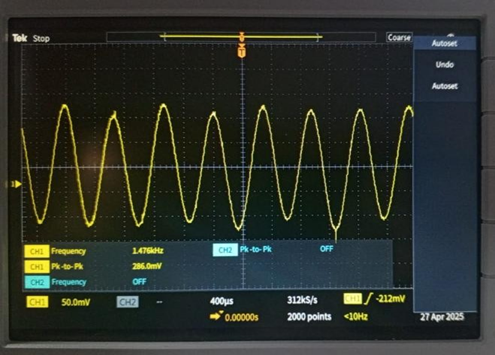 Tek Stop
Coarse
Autoset
Undo
Autoset
1
CH1 Frequency 1.476kHz CH2 Pk-to-Pk OFF
CH1 Pk-to-Pk 286.0mV
CH2 Frequency OFF
CH1 50.0mV CH2 -- 400µs 312kS/s CH1 -212mV
0.00000s 2000 points <10Hz
27 Apr 2025